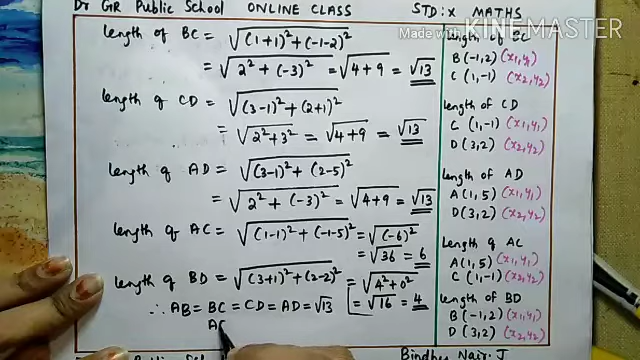 Dr GR Public School ONLINE CLASS STD: X MATHS
Made with KINEMASTER
length of BC = √(1+1)² + (-1-2)²
= √2² + (-3)² = √4+9 = √13
length of CD = √(3-1)² + (2+1)²
= √2² + 3² = √4+9 = √13
length of AD = √(3-1)² + (2-5)²
= √2² + (-3)² = √4+9 = √13
length of AC = √(1-1)² + (-1-5)² = √(-6)²
= √36 = 6
length of BD = √(3+1)² + (2-2)² = √4² + 0²
= √16 = 4
∴ AB = BC = CD = AD = √13
AC
length of BC
B(-1,2) (x₁,y₁)
C(1,-1) (x₂,y₂)
length of CD
C(1,-1) (x₁,y₁)
D(3,2) (x₂,y₂)
length of AD
A(1,5) (x₁,y₁)
D(3,2) (x₂,y₂)
length of AC
A(1,5) (x₁,y₁)
C(1,-1) (x₂,y₂)
length of BD
B(-1,2) (x₁,y₁)
D(3,2) (x₂,y₂)
Bindhu Nair. J